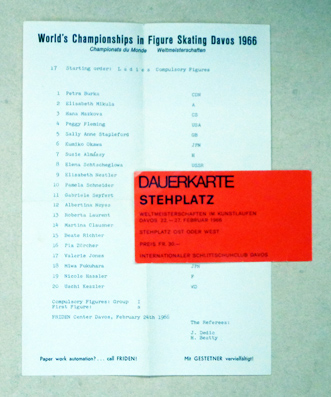 World's Championships in Figure Skating Davos 1966
Championats du Monde Weltmeisterschaften
Starting order: Ladies Compulsory Figures
1 Petra Burka CDN
2 Elisabeth Mikula A
3 Hana Maskova CS
4 Peggy Fleming USA
5 Sally Anne Stapleford GB
6 Kumiko Okawa JPN
7 Zsuzsa Almássy H
8 Elena
9 Elisabeth Nestler
10 Pamela Schneider
11 Gabriele Seyfert
12 Albertina Noyes
13 Roberta Laurent
14 Martina Clausner
15 Beate Richter
16 Pia Zürcher
17 Valerie Jones
18 Miwa Fukuhara JPN
19 Nicole Hassler F
20 Uschi Kessler
Compulsory Figures: Group
First Figure:
FRIDEN Center Davos, February 24th 1966
The Referees:
J. Dedic
H. Beatty
Paper work automation?... call FRIDEN! Mit GESTETNER vervielfältigt!
DAUERKARTE
STEHPLATZ
WELTMEISTERSCHAFTEN IM KUNSTLAUFEN
DAVOS 22. - 27. FEBRUAR 1966
STEHPLATZ OST ODER WEST
PREIS FR. 30.-
INTERNATIONALER SCHLITTSCHUHCLUB DAVOS